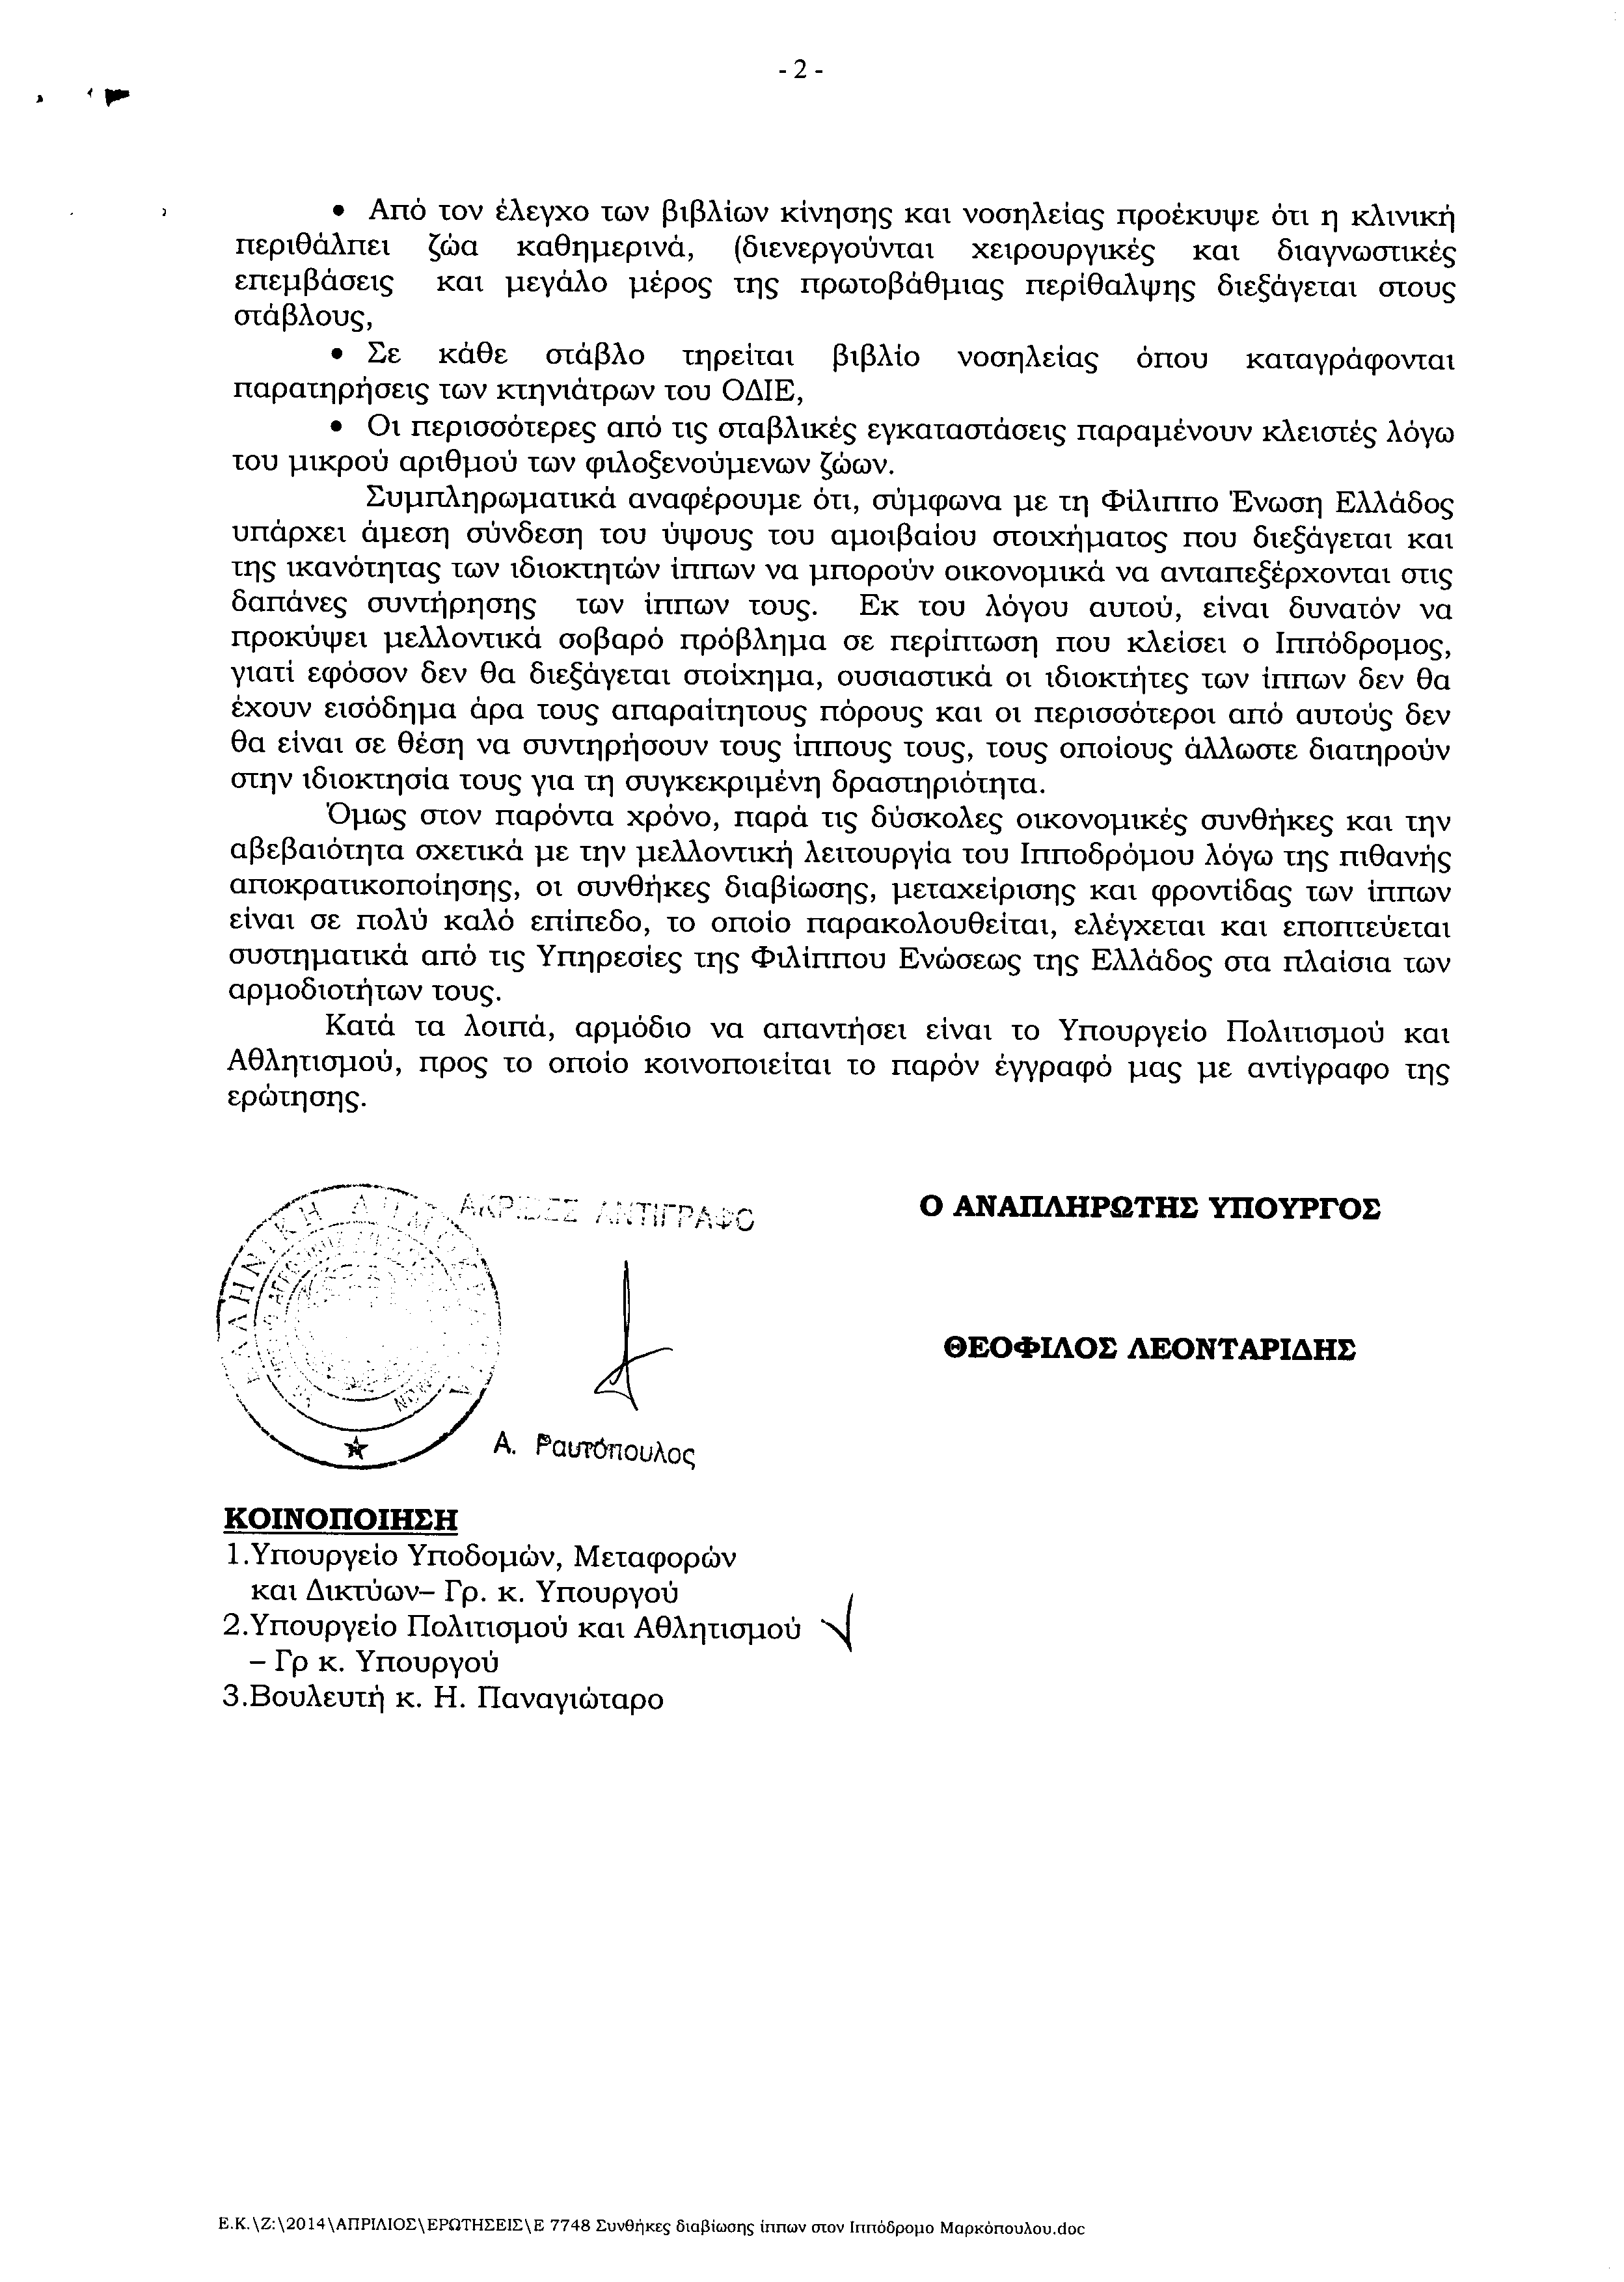 - 2 -
• Από τον έλεγχο των βιβλίων κίνησης και νοσηλείας προέκυψε ότι η κλινική
περιθάλπει ζώα καθημερινά, (διενεργούνται χειρουργικές και διαγνωστικές
επεμβάσεις και μεγάλο μέρος της πρωτοβάθμιας περίθαλψης διεξάγεται στους
στάβλους,
• Σε κάθε στάβλο τηρείται βιβλίο νοσηλείας όπου καταγράφονται
παρατηρήσεις των κτηνιάτρων του ΟΔΙΕ,
• Οι περισσότερες από τις σταβλικές εγκαταστάσεις παραμένουν κλειστές λόγω
του μικρού αριθμού των φιλοξενούμενων ζώων.
Συμπληρωματικά αναφέρουμε ότι, σύμφωνα με τη Φίλιππο Ένωση Ελλάδος
υπάρχει άμεση σύνδεση του ύψους του αμοιβαίου στοιχήματος που διεξάγεται και
της ικανότητας των ιδιοκτητών ίππων να μπορούν οικονομικά να ανταπεξέρχονται στις
δαπάνες συντήρησης των ίππων τους. Εκ του λόγου αυτού, είναι δυνατόν να
προκύψει μελλοντικά σοβαρό πρόβλημα σε περίπτωση που κλείσει ο Ιππόδρομος,
γιατί εφόσον δεν θα διεξάγεται στοίχημα, ουσιαστικά οι ιδιοκτήτες των ίππων δεν θα
έχουν εισόδημα άρα τους απαραίτητους πόρους και οι περισσότεροι από αυτούς δεν
θα είναι σε θέση να συντηρήσουν τους ίππους τους, τους οποίους άλλωστε διατηρούν
στην ιδιοκτησία τους για τη συγκεκριμένη δραστηριότητα.
Όμως στον παρόντα χρόνο, παρά τις δύσκολες οικονομικές συνθήκες και την
αβεβαιότητα σχετικά με την μελλοντική λειτουργία του Ιπποδρόμου λόγω της πιθανής
αποκρατικοποίησης, οι συνθήκες διαβίωσης, μεταχείρισης και φροντίδας των ίππων
είναι σε πολύ καλό επίπεδο, το οποίο παρακολουθείται, ελέγχεται και εποπτεύεται
συστηματικά από τις Υπηρεσίες της Φιλίππου Ενώσεως της Ελλάδος στα πλαίσια των
αρμοδιοτήτων τους.
Κατά τα λοιπά, αρμόδιο να απαντήσει είναι το Υπουργείο Πολιτισμού και
Αθλητισμού, προς το οποίο κοινοποιείται το παρόν έγγραφό μας με αντίγραφο της
ερώτησης.
ΑΚΡΙΒΕΣ ΑΝΤΙΓΡΑΦΟ
Ο ΑΝΑΠΛΗΡΩΤΗΣ ΥΠΟΥΡΓΟΣ
ΕΛΛΗΝΙΚΗ ΔΗΜΟΚΡΑΤΙΑ
ΘΕΟΦΙΛΟΣ ΛΕΟΝΤΑΡΙΔΗΣ
Α. Ραυτόπουλος
ΚΟΙΝΟΠΟΙΗΣΗ
1.Υπουργείο Υποδομών, Μεταφορών
και Δικτύων– Γρ. κ. Υπουργού
2.Υπουργείο Πολιτισμού και Αθλητισμού
– Γρ κ. Υπουργού
3.Βουλευτή κ. Η. Παναγιώταρο
Ε.Κ.\Ζ:\2014\ΑΠΡΙΛΙΟΣ\ΕΡΩΤΗΣΕΙΣ\Ε 7748 Συνθήκες διαβίωσης ίππων στον Ιππόδρομο Μαρκόπουλου.doc